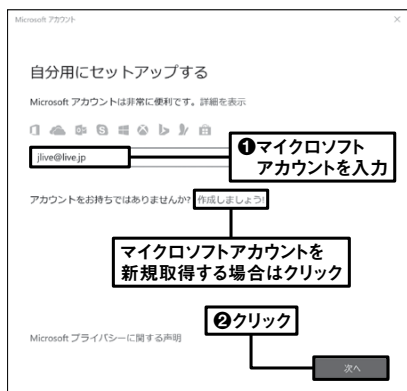 Microsoft アカウント
自分用にセットアップする
Microsoft アカウントは非常に便利です。詳細を表示
❶マイクロソフト
アカウントを入力
jlive@live.jp
アカウントをお持ちではありませんか? 作成しましょう!
マイクロソフトアカウントを
新規取得する場合はクリック
❷クリック
Microsoft プライバシーに関する声明
次へ